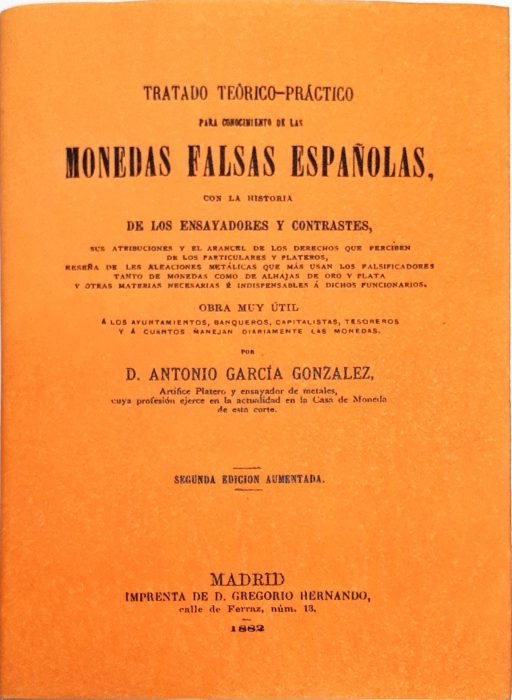 TRATADO TEÓRICO-PRÁCTICO
PARA CONOCIMIENTO DE LAS
MONEDAS FALSAS ESPAÑOLAS,
CON LA HISTORIA
DE LOS ENSAYADORES Y CONTRASTES,
SUS ATRIBUCIONES Y EL ARANCEL DE LOS DERECHOS QUE PERCIBEN
DE LOS PARTICULARES Y PLATEROS,
RESEÑA DE LES ALEACIONES METÁLICAS QUE MÁS USAN LOS FALSIFICADORES
TANTO DE MONEDAS COMO DE ALHAJAS DE ORO Y PLATA
Y OTRAS MATERIAS NECESARIAS É INDISPENSABLES Á DICHOS FUNCIONARIOS.
OBRA MUY ÚTIL
Á LOS AYUNTAMIENTOS, BANQUEROS, CAPITALISTAS, TESOREROS
Y Á CUANTOS MANEJAN DIARIAMENTE LAS MONEDAS.
POR
D. ANTONIO GARCÍA GONZALEZ,
Artífice Platero y ensayador de metales,
cuya profesión ejerce en la actualidad en la Casa de Moneda
de esta corte.
SEGUNDA EDICION AUMENTADA.
MADRID
IMPRENTA DE D. GREGORIO HERNANDO,
calle de Ferraz, núm. 13.
1882